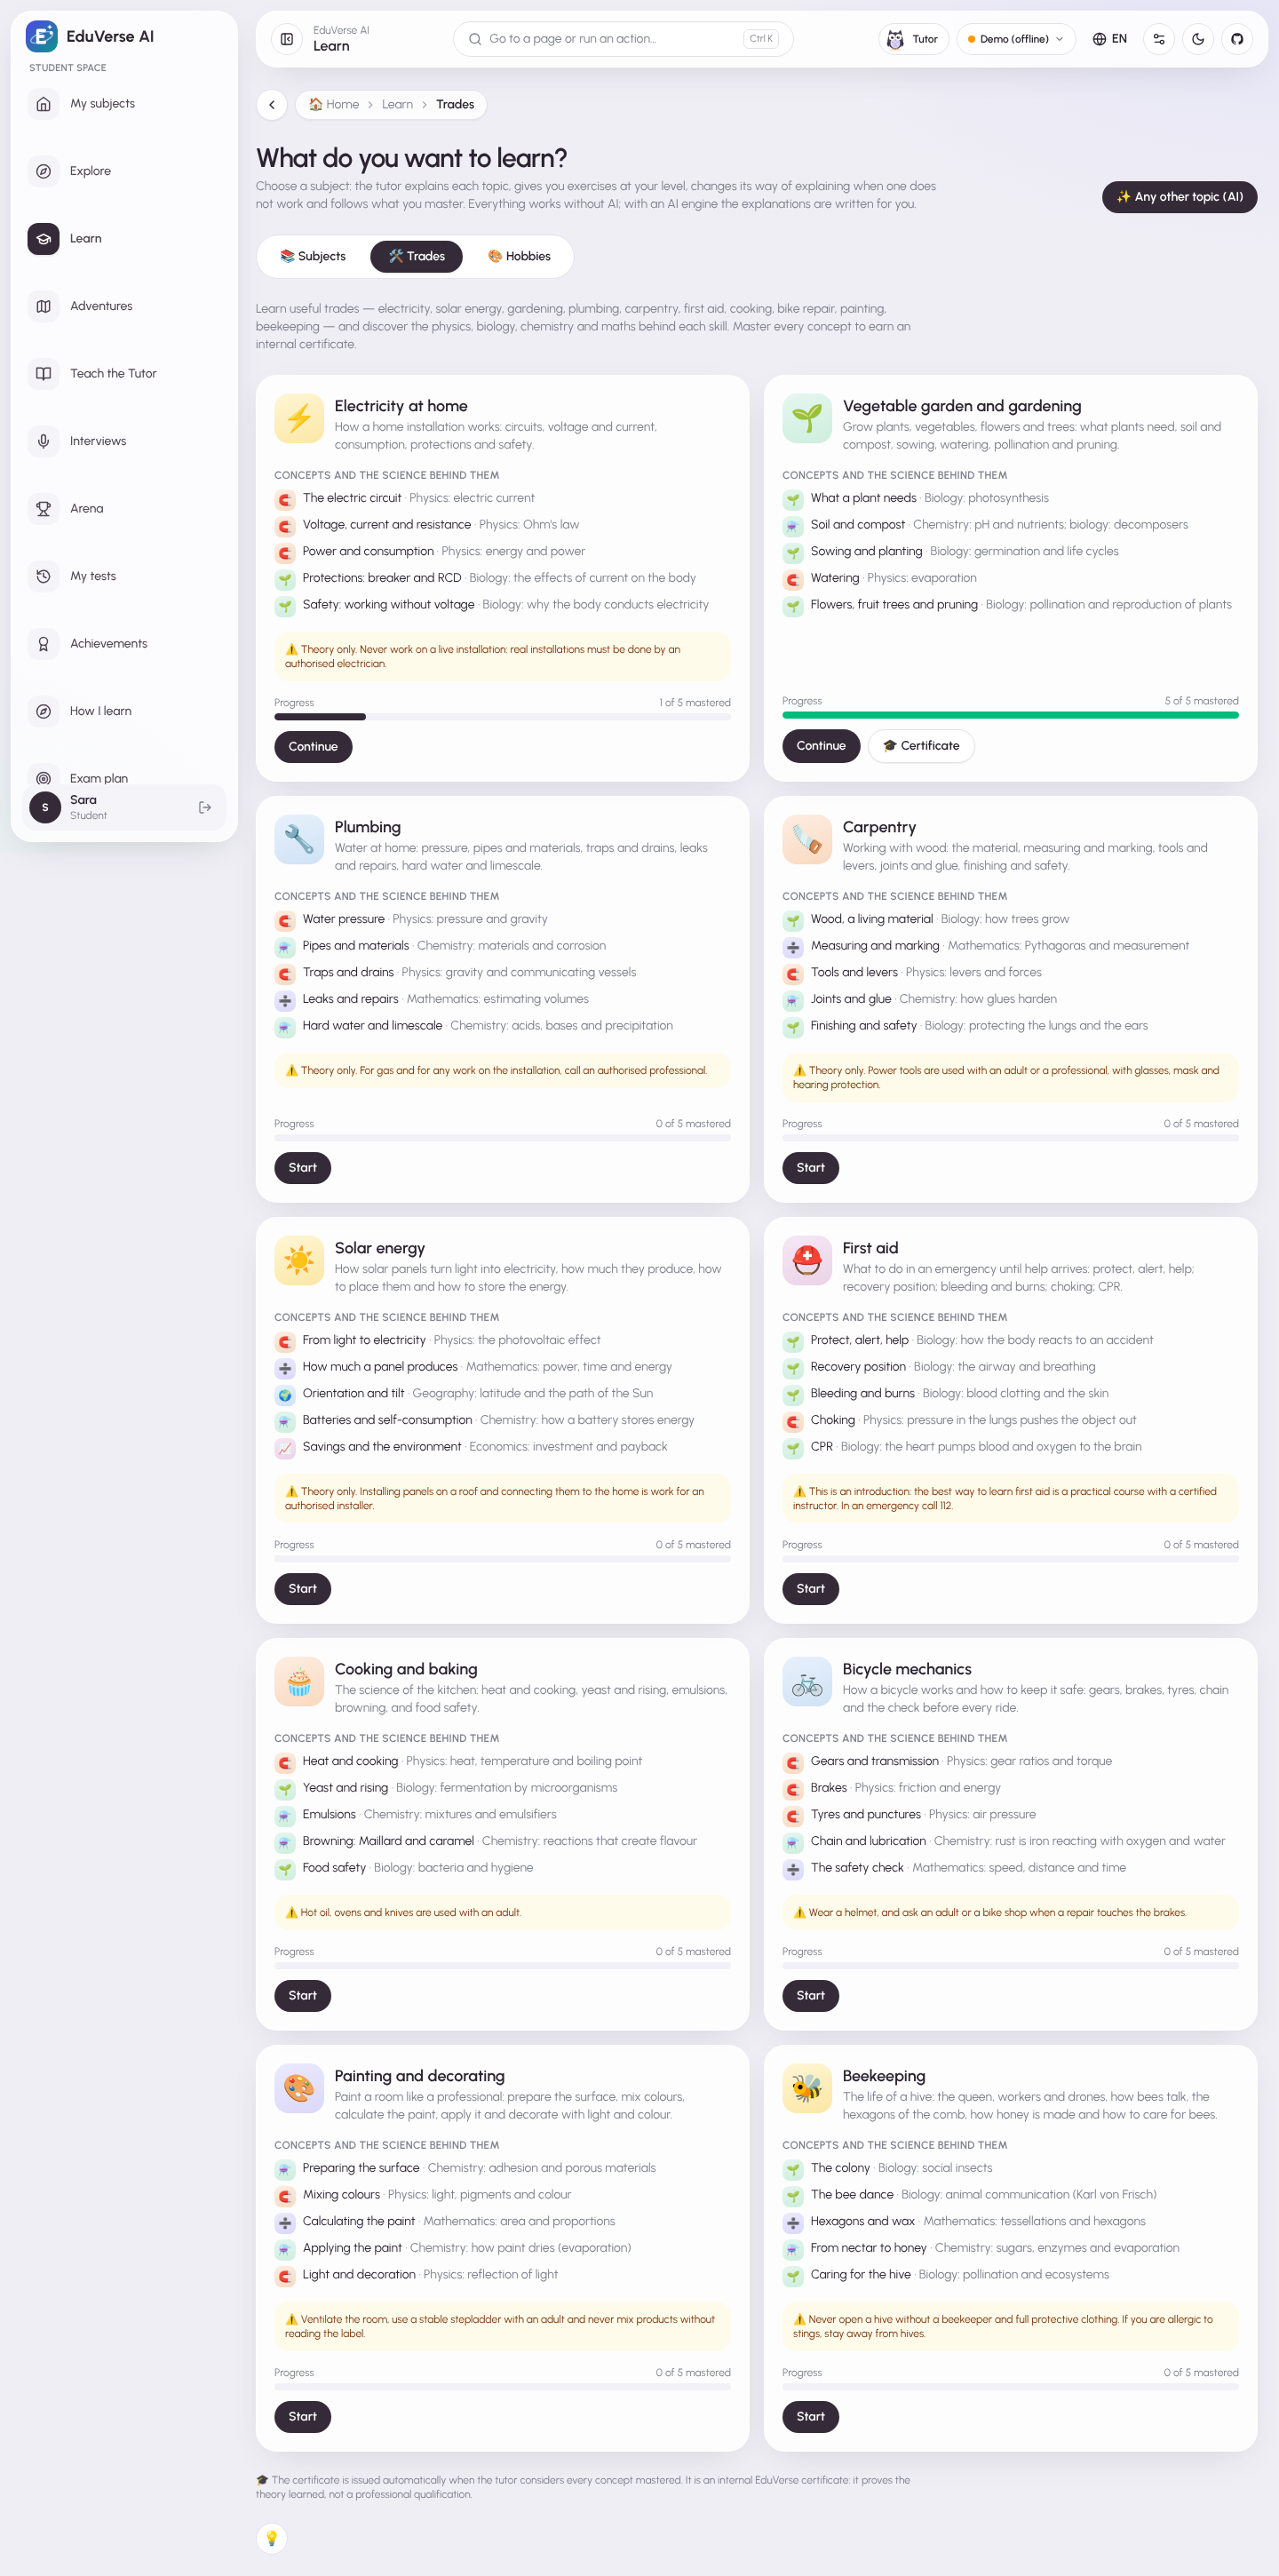 EduVerse AI
STUDENT SPACE
My subjects
Explore
Learn
Adventures
Teach the Tutor
Interviews
Arena
My tests
Achievements
How I learn
Exam plan
S
Sara
Student
EduVerse AI
Learn
Go to a page or run an action...
Ctrl K
Tutor
Demo (offline)
EN
Home > Learn > Trades
What do you want to learn?
Choose a subject: the tutor explains each topic, gives you exercises at your level, changes its way of explaining when one does
not work and follows what you master. Everything works without AI; with an AI engine the explanations are written for you.
Any other topic (AI)
Subjects
Trades
Hobbies
Learn useful trades — electricity, solar energy, gardening, plumbing, carpentry, first aid, cooking, bike repair, painting,
beekeeping — and discover the physics, biology, chemistry and maths behind each skill. Master every concept to earn an
internal certificate.
Electricity at home
How a home installation works: circuits, voltage and current,
consumption, protections and safety.
CONCEPTS AND THE SCIENCE BEHIND THEM
The electric circuit · Physics: electric current
Voltage, current and resistance · Physics: Ohm's law
Power and consumption · Physics: energy and power
Protections: breaker and RCD · Biology: the effects of current on the body
Safety: working without voltage · Biology: why the body conducts electricity
Theory only. Never work on a live installation: real installations must be done by an
authorised electrician.
Progress
1 of 5 mastered
Continue
Vegetable garden and gardening
Grow plants, vegetables, flowers and trees: what plants need, soil and
compost, sowing, watering, pollination and pruning.
CONCEPTS AND THE SCIENCE BEHIND THEM
What a plant needs · Biology: photosynthesis
Soil and compost · Chemistry: pH and nutrients; biology: decomposers
Sowing and planting · Biology: germination and life cycles
Watering · Physics: evaporation
Flowers, fruit trees and pruning · Biology: pollination and reproduction of plants
Progress
5 of 5 mastered
Continue
Certificate
Plumbing
Water at home: pressure, pipes and materials, traps and drains, leaks
and repairs, hard water and limescale.
CONCEPTS AND THE SCIENCE BEHIND THEM
Water pressure · Physics: pressure and gravity
Pipes and materials · Chemistry: materials and corrosion
Traps and drains · Physics: gravity and communicating vessels
Leaks and repairs · Mathematics: estimating volumes
Hard water and limescale · Chemistry: acids, bases and precipitation
Theory only. For gas and for any work on the installation, call an authorised professional.
Progress
0 of 5 mastered
Start
Carpentry
Working with wood: the material, measuring and marking, tools and
levers, joints and glue, finishing and safety.
CONCEPTS AND THE SCIENCE BEHIND THEM
Wood, a living material · Biology: how trees grow
Measuring and marking · Mathematics: Pythagoras and measurement
Tools and levers · Physics: levers and forces
Joints and glue · Chemistry: how glues harden
Finishing and safety · Biology: protecting the lungs and the ears
Theory only. Power tools are used with an adult or a professional, with glasses, mask and
hearing protection.
Progress
0 of 5 mastered
Start
Solar energy
How solar panels turn light into electricity, how much they produce, how
to place them and how to store the energy.
CONCEPTS AND THE SCIENCE BEHIND THEM
From light to electricity · Physics: the photovoltaic effect
How much a panel produces · Mathematics: power, time and energy
Orientation and tilt · Geography: latitude and the path of the Sun
Batteries and self-consumption · Chemistry: how a battery stores energy
Savings and the environment · Economics: investment and payback
Theory only. Installing panels on a roof and connecting them to the home is work for an
authorised installer.
Progress
0 of 5 mastered
Start
First aid
What to do in an emergency until help arrives: protect, alert, help;
recovery position; bleeding and burns; choking; CPR.
CONCEPTS AND THE SCIENCE BEHIND THEM
Protect, alert, help · Biology: how the body reacts to an accident
Recovery position · Biology: the airway and breathing
Bleeding and burns · Biology: blood clotting and the skin
Choking · Physics: pressure in the lungs pushes the object out
CPR · Biology: the heart pumps blood and oxygen to the brain
This is an introduction: the best way to learn first aid is a practical course with a certified
instructor. In an emergency call 112.
Progress
0 of 5 mastered
Start
Cooking and baking
The science of the kitchen: heat and cooking, yeast and rising, emulsions,
browning, and food safety.
CONCEPTS AND THE SCIENCE BEHIND THEM
Heat and cooking · Physics: heat, temperature and boiling point
Yeast and rising · Biology: fermentation by microorganisms
Emulsions · Chemistry: mixtures and emulsifiers
Browning: Maillard and caramel · Chemistry: reactions that create flavour
Food safety · Biology: bacteria and hygiene
Hot oil, ovens and knives are used with an adult.
Progress
0 of 5 mastered
Start
Bicycle mechanics
How a bicycle works and how to keep it safe: gears, brakes, tyres, chain
and the check before every ride.
CONCEPTS AND THE SCIENCE BEHIND THEM
Gears and transmission · Physics: gear ratios and torque
Brakes · Physics: friction and energy
Tyres and punctures · Physics: air pressure
Chain and lubrication · Chemistry: rust is iron reacting with oxygen and water
The safety check · Mathematics: speed, distance and time
Wear a helmet, and ask an adult or a bike shop when a repair touches the brakes.
Progress
0 of 5 mastered
Start
Painting and decorating
Paint a room like a professional: prepare the surface, mix colours,
calculate the paint, apply it and decorate with light and colour.
CONCEPTS AND THE SCIENCE BEHIND THEM
Preparing the surface · Chemistry: adhesion and porous materials
Mixing colours · Physics: light, pigments and colour
Calculating the paint · Mathematics: area and proportions
Applying the paint · Chemistry: how paint dries (evaporation)
Light and decoration · Physics: reflection of light
Ventilate the room, use a stable stepladder with an adult and never mix products without
reading the label.
Progress
0 of 5 mastered
Start
Beekeeping
The life of a hive: the queen, workers and drones, how bees talk, the
hexagons of the comb, how honey is made and how to care for bees.
CONCEPTS AND THE SCIENCE BEHIND THEM
The colony · Biology: social insects
The bee dance · Biology: animal communication (Karl von Frisch)
Hexagons and wax · Mathematics: tessellations and hexagons
From nectar to honey · Chemistry: sugars, enzymes and evaporation
Caring for the hive · Biology: pollination and ecosystems
Never open a hive without a beekeeper and full protective clothing. If you are allergic to
stings, stay away from hives.
Progress
0 of 5 mastered
Start
The certificate is issued automatically when the tutor considers every concept mastered. It is an internal EduVerse certificate: it proves the
theory learned, not a professional qualification.